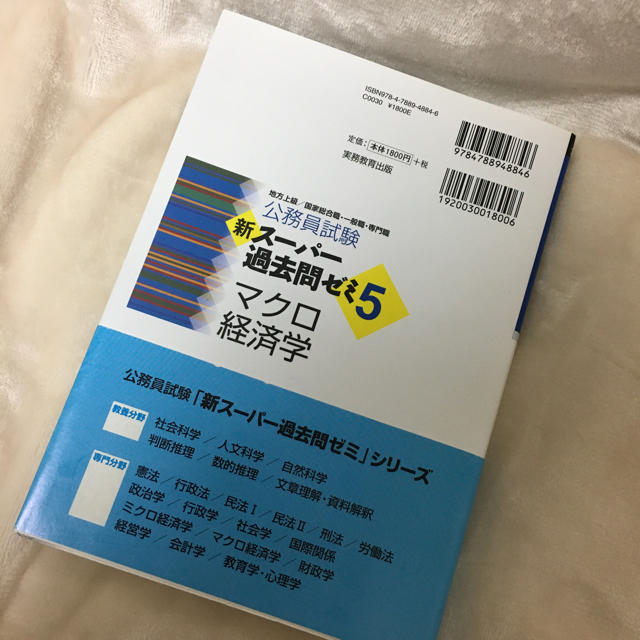 ISBN978-4-7889-4884-6
C0030 ¥1800E
定価：本体1800円+税
実務教育出版
9784788948846
1920030018006
地方上級／国家総合職・一般職・専門職
公務員試験
新スーパー
過去問ゼミ5
マクロ
経済学
公務員試験「新スーパー過去問ゼミ」シリーズ
教養分野
社会科学／人文科学／自然科学
判断推理／数的推理／文章理解・資料解釈
専門分野
憲法／行政法／民法Ⅰ／民法Ⅱ／刑法／労働法
政治学／行政学／社会学／国際関係
ミクロ経済学／マクロ経済学／財政学
経営学／会計学／教育学・心理学